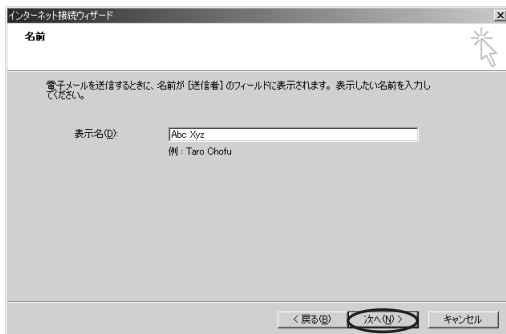 インターネット接続ウィザード
名前
電子メールを送信するときに、名前が [送信者] のフィールドに表示されます。表示したい名前を入力し
てください。
表示名(D): Abc Xyz
例 : Taro Chofu
< 戻る(B) 次へ(N) > キャンセル